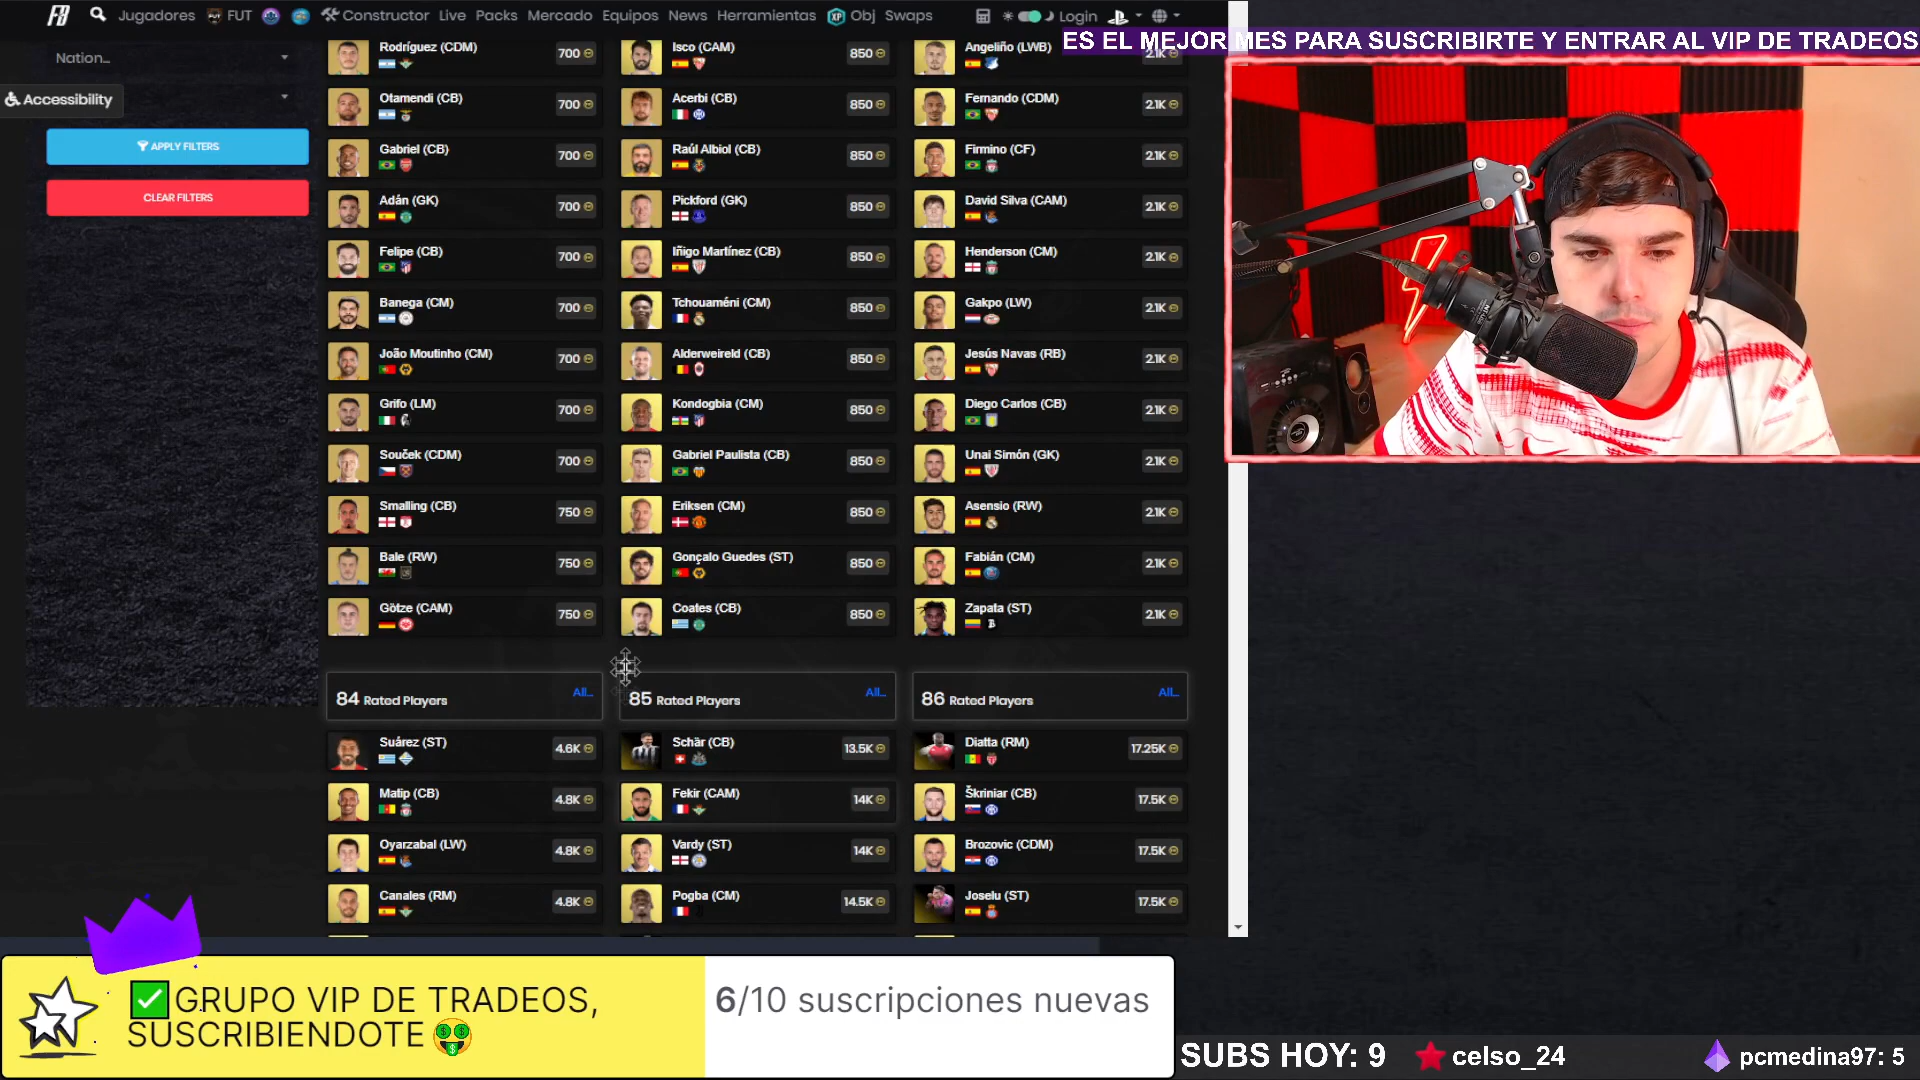 Jugadores FUT Constructor Live Packs Mercado Equipos News Herramientas Obj Swaps Login
ES EL MEJOR MES PARA SUSCRIBIRTE Y ENTRAR AL VIP DE TRADEOS
Nation...
Accessibility
APPLY FILTERS
CLEAR FILTERS
Rodríguez (CDM) 700
Otamendi (CB) 700
Gabriel (CB) 700
Adán (GK) 700
Felipe (CB) 700
Banega (CM) 700
João Moutinho (CM) 700
Grifo (LM) 700
Souček (CDM) 700
Smalling (CB) 750
Bale (RW) 750
Götze (CAM) 750
Isco (CAM) 850
Acerbi (CB) 850
Raúl Albiol (CB) 850
Pickford (GK) 850
Iñigo Martínez (CB) 850
Tchouaméni (CM) 850
Alderweireld (CB) 850
Kondogbia (CM) 850
Gabriel Paulista (CB) 850
Eriksen (CM) 850
Gonçalo Guedes (ST) 850
Coates (CB) 850
Angeliño (LWB) 2.1K
Fernando (CDM) 2.1K
Firmino (CF) 2.1K
David Silva (CAM) 2.1K
Henderson (CM) 2.1K
Gakpo (LW) 2.1K
Jesús Navas (RB) 2.1K
Diego Carlos (CB) 2.1K
Unai Simón (GK) 2.1K
Asensio (RW) 2.1K
Fabián (CM) 2.1K
Zapata (ST) 2.1K
84 Rated Players All...
Suárez (ST) 4.6K
Matip (CB) 4.8K
Oyarzabal (LW) 4.8K
Canales (RM) 4.8K
85 Rated Players All...
Schär (CB) 13.5K
Fekir (CAM) 14K
Vardy (ST) 14K
Pogba (CM) 14.5K
86 Rated Players All...
Diatta (RM) 17.25K
Škriniar (CB) 17.5K
Brozovic (CDM) 17.5K
Joselu (ST) 17.5K
✅GRUPO VIP DE TRADEOS,
SUSCRIBIENDOTE🤑
6/10 suscripciones nuevas
SUBS HOY: 9 celso_24 pcmedina97: 5